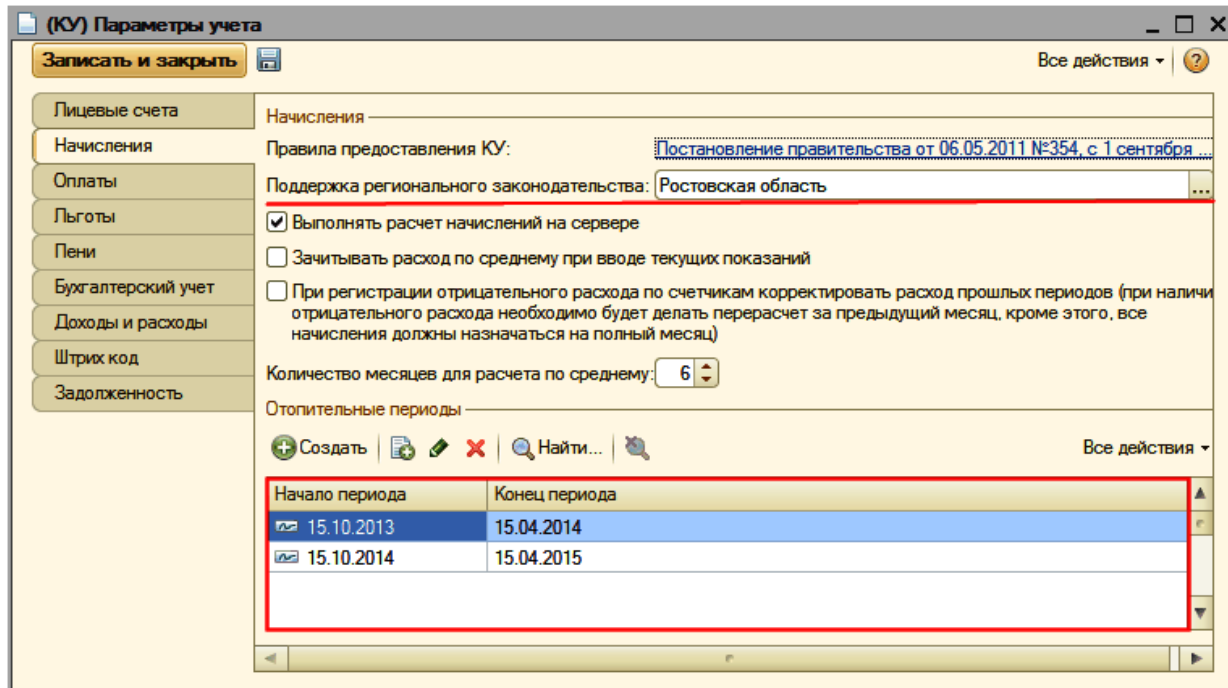 (КУ) Параметры учета
Записать и закрыть
Все действия
Лицевые счета
Начисления
Оплаты
Льготы
Пени
Бухгалтерский учет
Доходы и расходы
Штрих код
Задолженность
Начисления
Правила предоставления КУ: Постановление правительства от 06.05.2011 №354, с 1 сентября ...
Поддержка регионального законодательства: Ростовская область ...
Выполнять расчет начислений на сервере
Зачитывать расход по среднему при вводе текущих показаний
При регистрации отрицательного расхода по счетчикам корректировать расход прошлых периодов (при наличи
отрицательного расхода необходимо будет делать перерасчет за предыдущий месяц, кроме этого, все
начисления должны назначаться на полный месяц)
Количество месяцев для расчета по среднему: 6
Отопительные периоды
Создать Найти... Все действия
Начало периода Конец периода
15.10.2013 15.04.2014
15.10.2014 15.04.2015